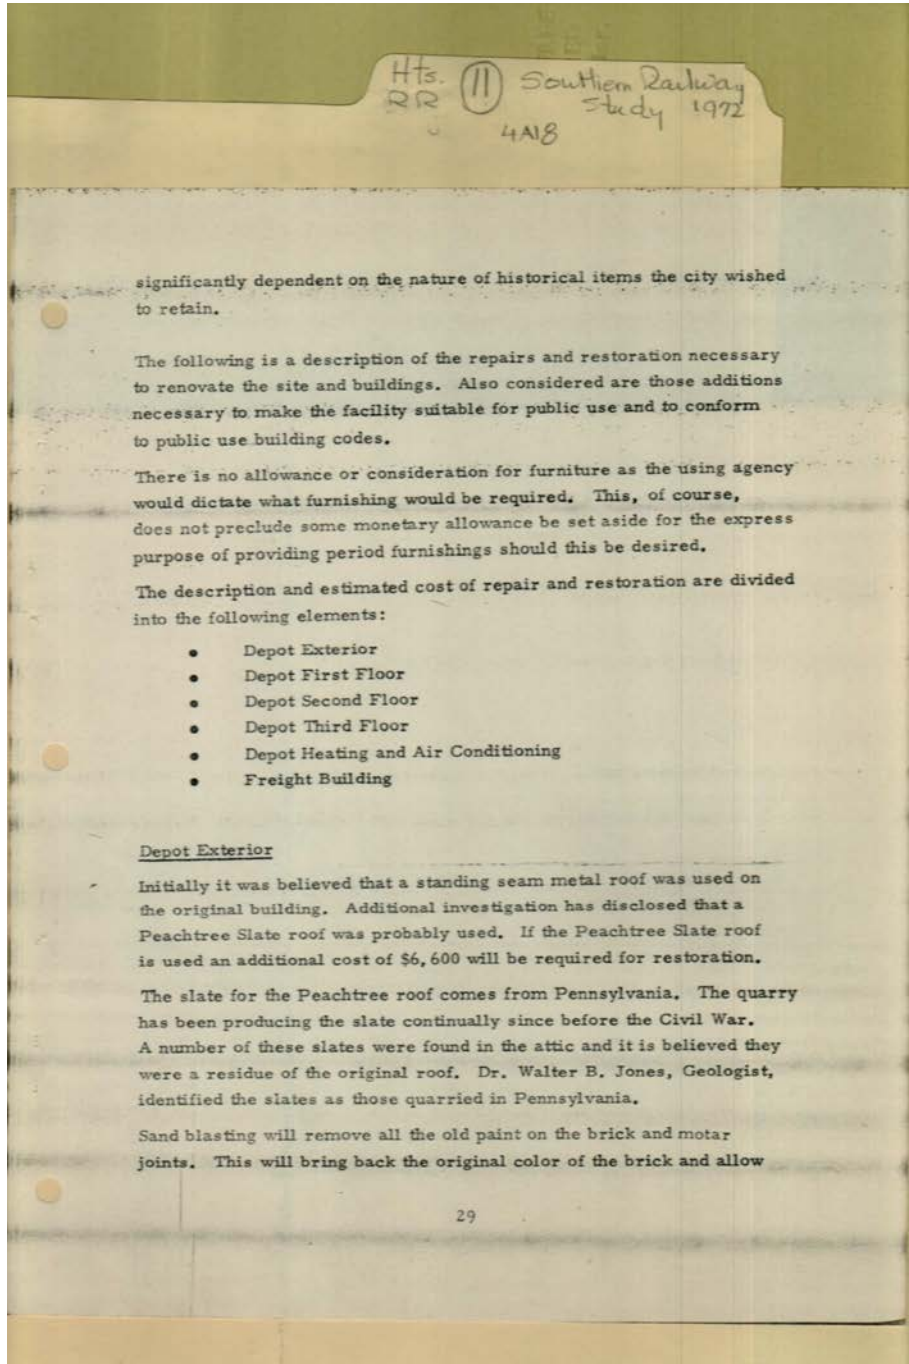 Hts. 11 Southern Railway
RR Study 1972
4A18
significantly dependent on the nature of historical items the city wished
to retain.
The following is a description of the repairs and restoration necessary
to renovate the site and buildings. Also considered are those additions
necessary to make the facility suitable for public use and to conform
to public use building codes.
There is no allowance or consideration for furniture as the using agency
would dictate what furnishing would be required. This, of course,
does not preclude some monetary allowance be set aside for the express
purpose of providing period furnishings should this be desired.
The description and estimated cost of repair and restoration are divided
into the following elements:
• Depot Exterior
• Depot First Floor
• Depot Second Floor
• Depot Third Floor
• Depot Heating and Air Conditioning
• Freight Building
Depot Exterior
Initially it was believed that a standing seam metal roof was used on
the original building. Additional investigation has disclosed that a
Peachtree Slate roof was probably used. If the Peachtree Slate roof
is used an additional cost of $6,600 will be required for restoration.
The slate for the Peachtree roof comes from Pennsylvania. The quarry
has been producing the slate continually since before the Civil War.
A number of these slates were found in the attic and it is believed they
were a residue of the original roof. Dr. Walter B. Jones, Geologist,
identified the slates as those quarried in Pennsylvania.
Sand blasting will remove all the old paint on the brick and motar
joints. This will bring back the original color of the brick and allow
29